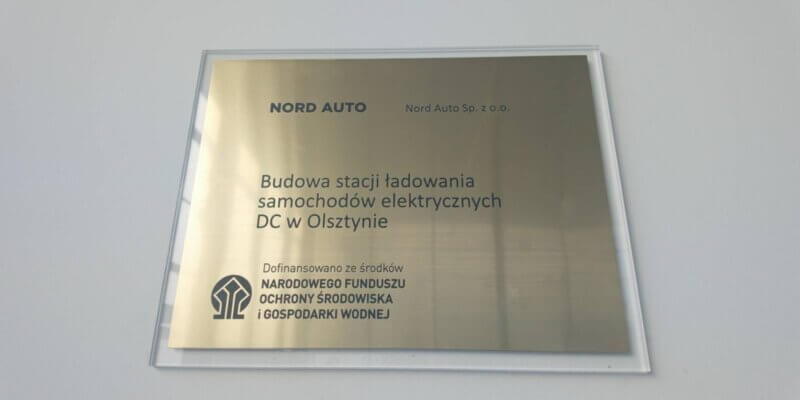 NORD AUTO Nord Auto Sp. z o.o.
Budowa stacji ładowania
samochodów elektrycznych
DC w Olsztynie
Dofinansowano ze środków
NARODOWEGO FUNDUSZU
OCHRONY ŚRODOWISKA
i GOSPODARKI WODNEJ